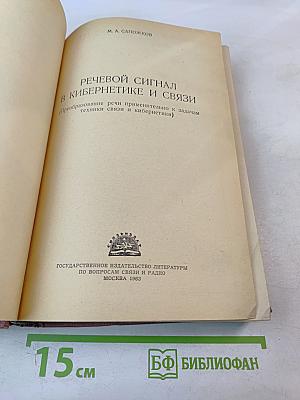 М. А. САПОЖКОВ
РЕЧЕВОЙ СИГНАЛ
В КИБЕРНЕТИКЕ И СВЯЗИ
(Преобразование речи применительно к задачам
техники связи и кибернетики)
ГОСУДАРСТВЕННОЕ ИЗДАТЕЛЬСТВО ЛИТЕРАТУРЫ
ПО ВОПРОСАМ СВЯЗИ И РАДИО
МОСКВА 1963
15 см
БФ БИБЛИОФАН